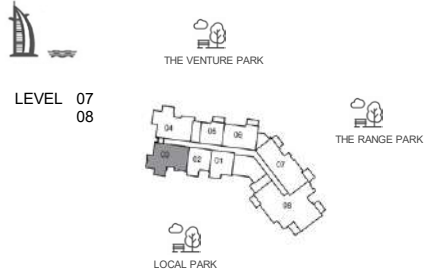 THE VENTURE PARK
LEVEL 07
08
THE RANGE PARK
04
05
06
03
02
01
07
08
LOCAL PARK